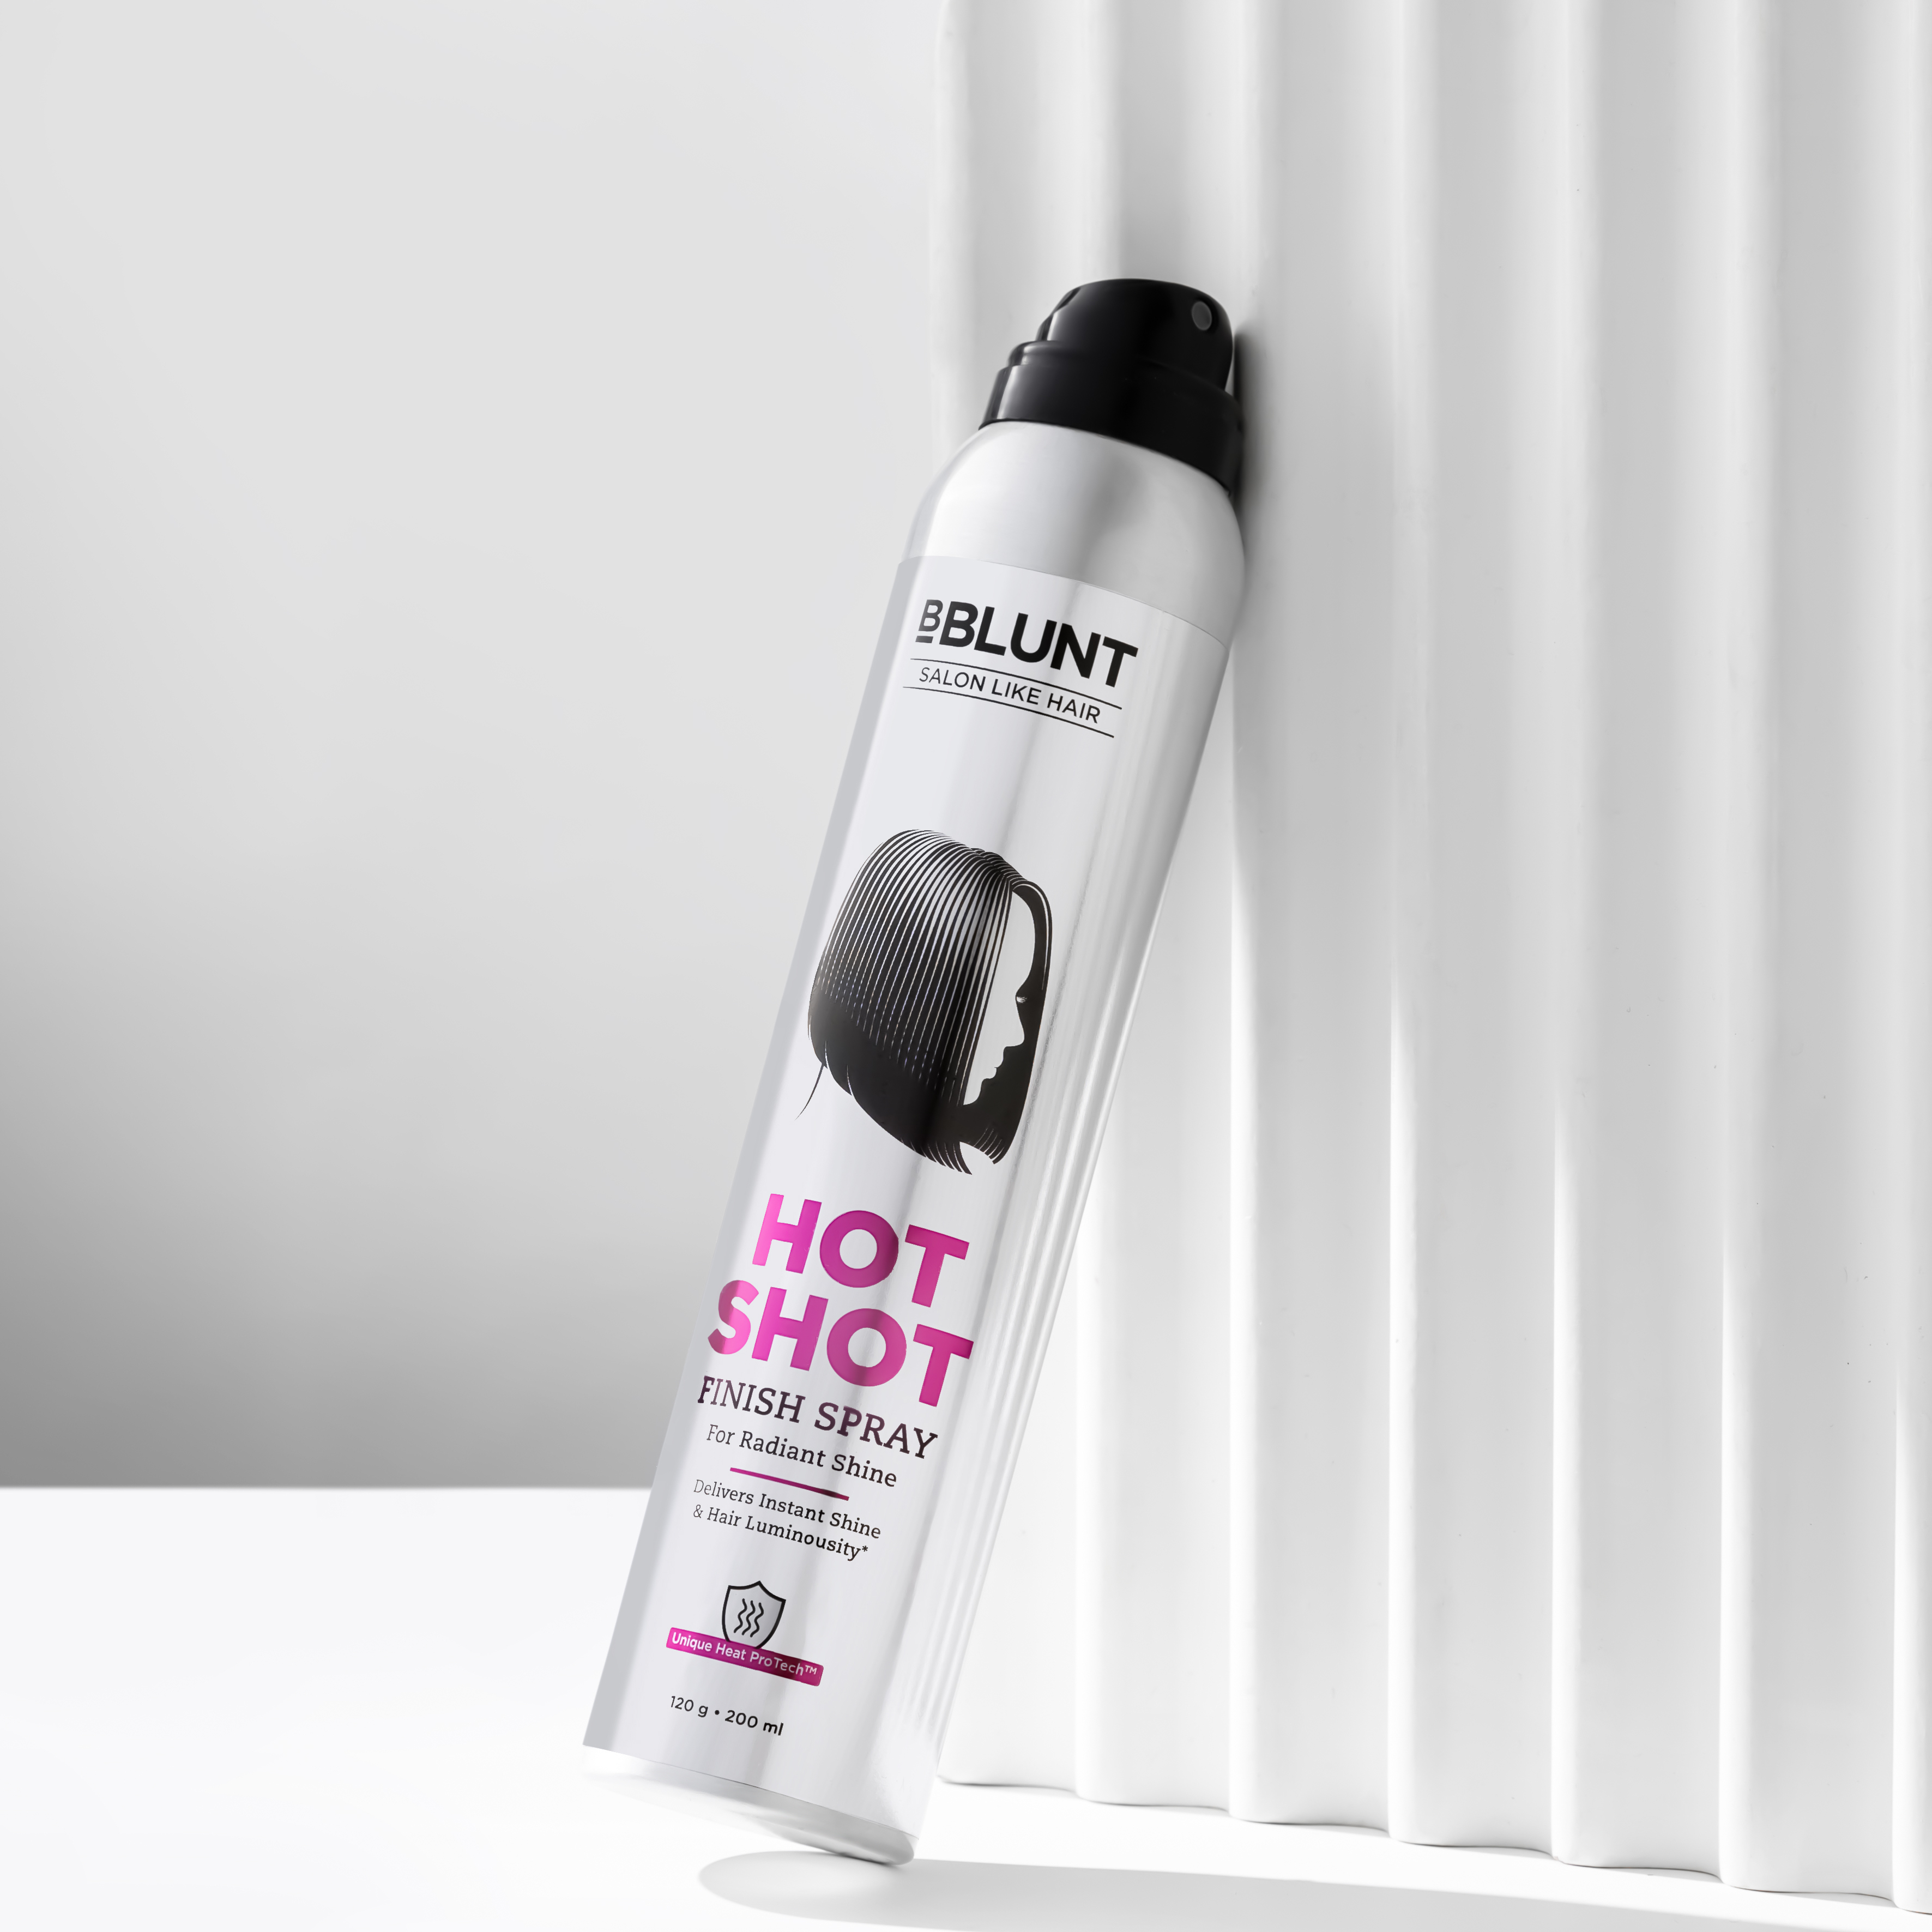 BBLUNT
SALON LIKE HAIR
HOT
SHOT
FINISH SPRAY
For Radiant Shine
Delivers Instant Shine
& Hair Luminousity*
Unique Heat ProTech™
120 g • 200 ml